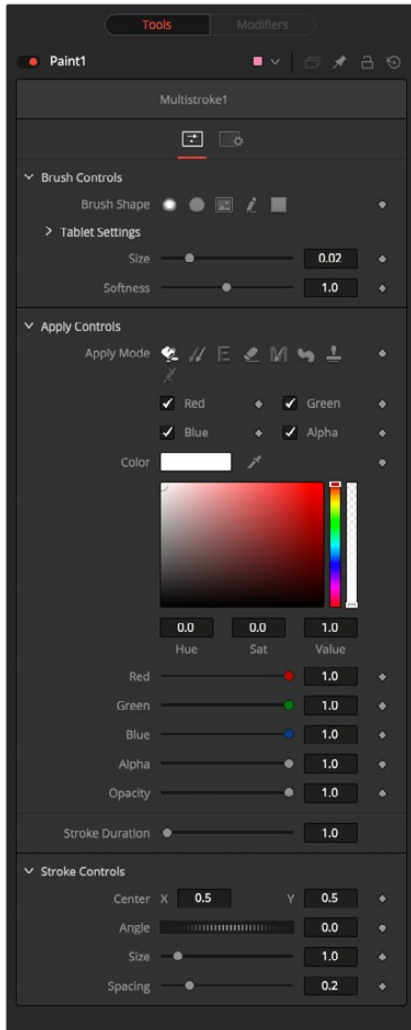 Tools Modifiers
Paint1
Multistroke1
Brush Controls
Brush Shape
Tablet Settings
Size 0.02
Softness 1.0
Apply Controls
Apply Mode
Red Green
Blue Alpha
Color
0.0 0.0 1.0
Hue Sat Value
Red 1.0
Green 1.0
Blue 1.0
Alpha 1.0
Opacity 1.0
Stroke Duration 1.0
Stroke Controls
Center X 0.5 Y 0.5
Angle 0.0
Size 1.0
Spacing 0.2